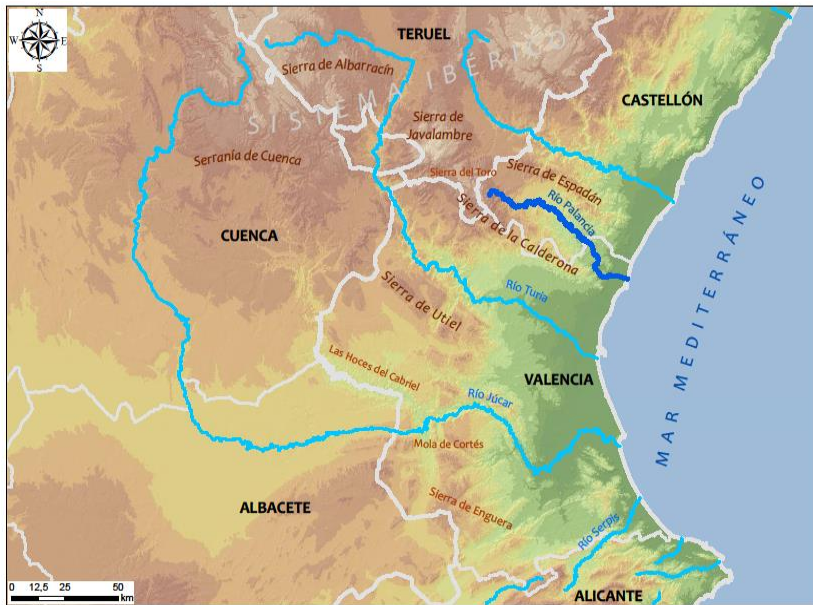 N
W E
S
TERUEL
Sierra de Albarracín
SISTEMA IBÉRICO
CASTELLÓN
Sierra de
Javalambre
Serranía de Cuenca
Sierra del Toro
Sierra de Espadán
Río Palancia
Sierra de la Calderona
CUENCA
MAR MEDITERRÁNEO
Río Turia
Sierra de Utiel
Las Hoces del Cabriel
VALENCIA
Río Júcar
Mola de Cortés
Sierra de Enguera
ALBACETE
Río Serpis
ALICANTE
0 12,5 25 50
km